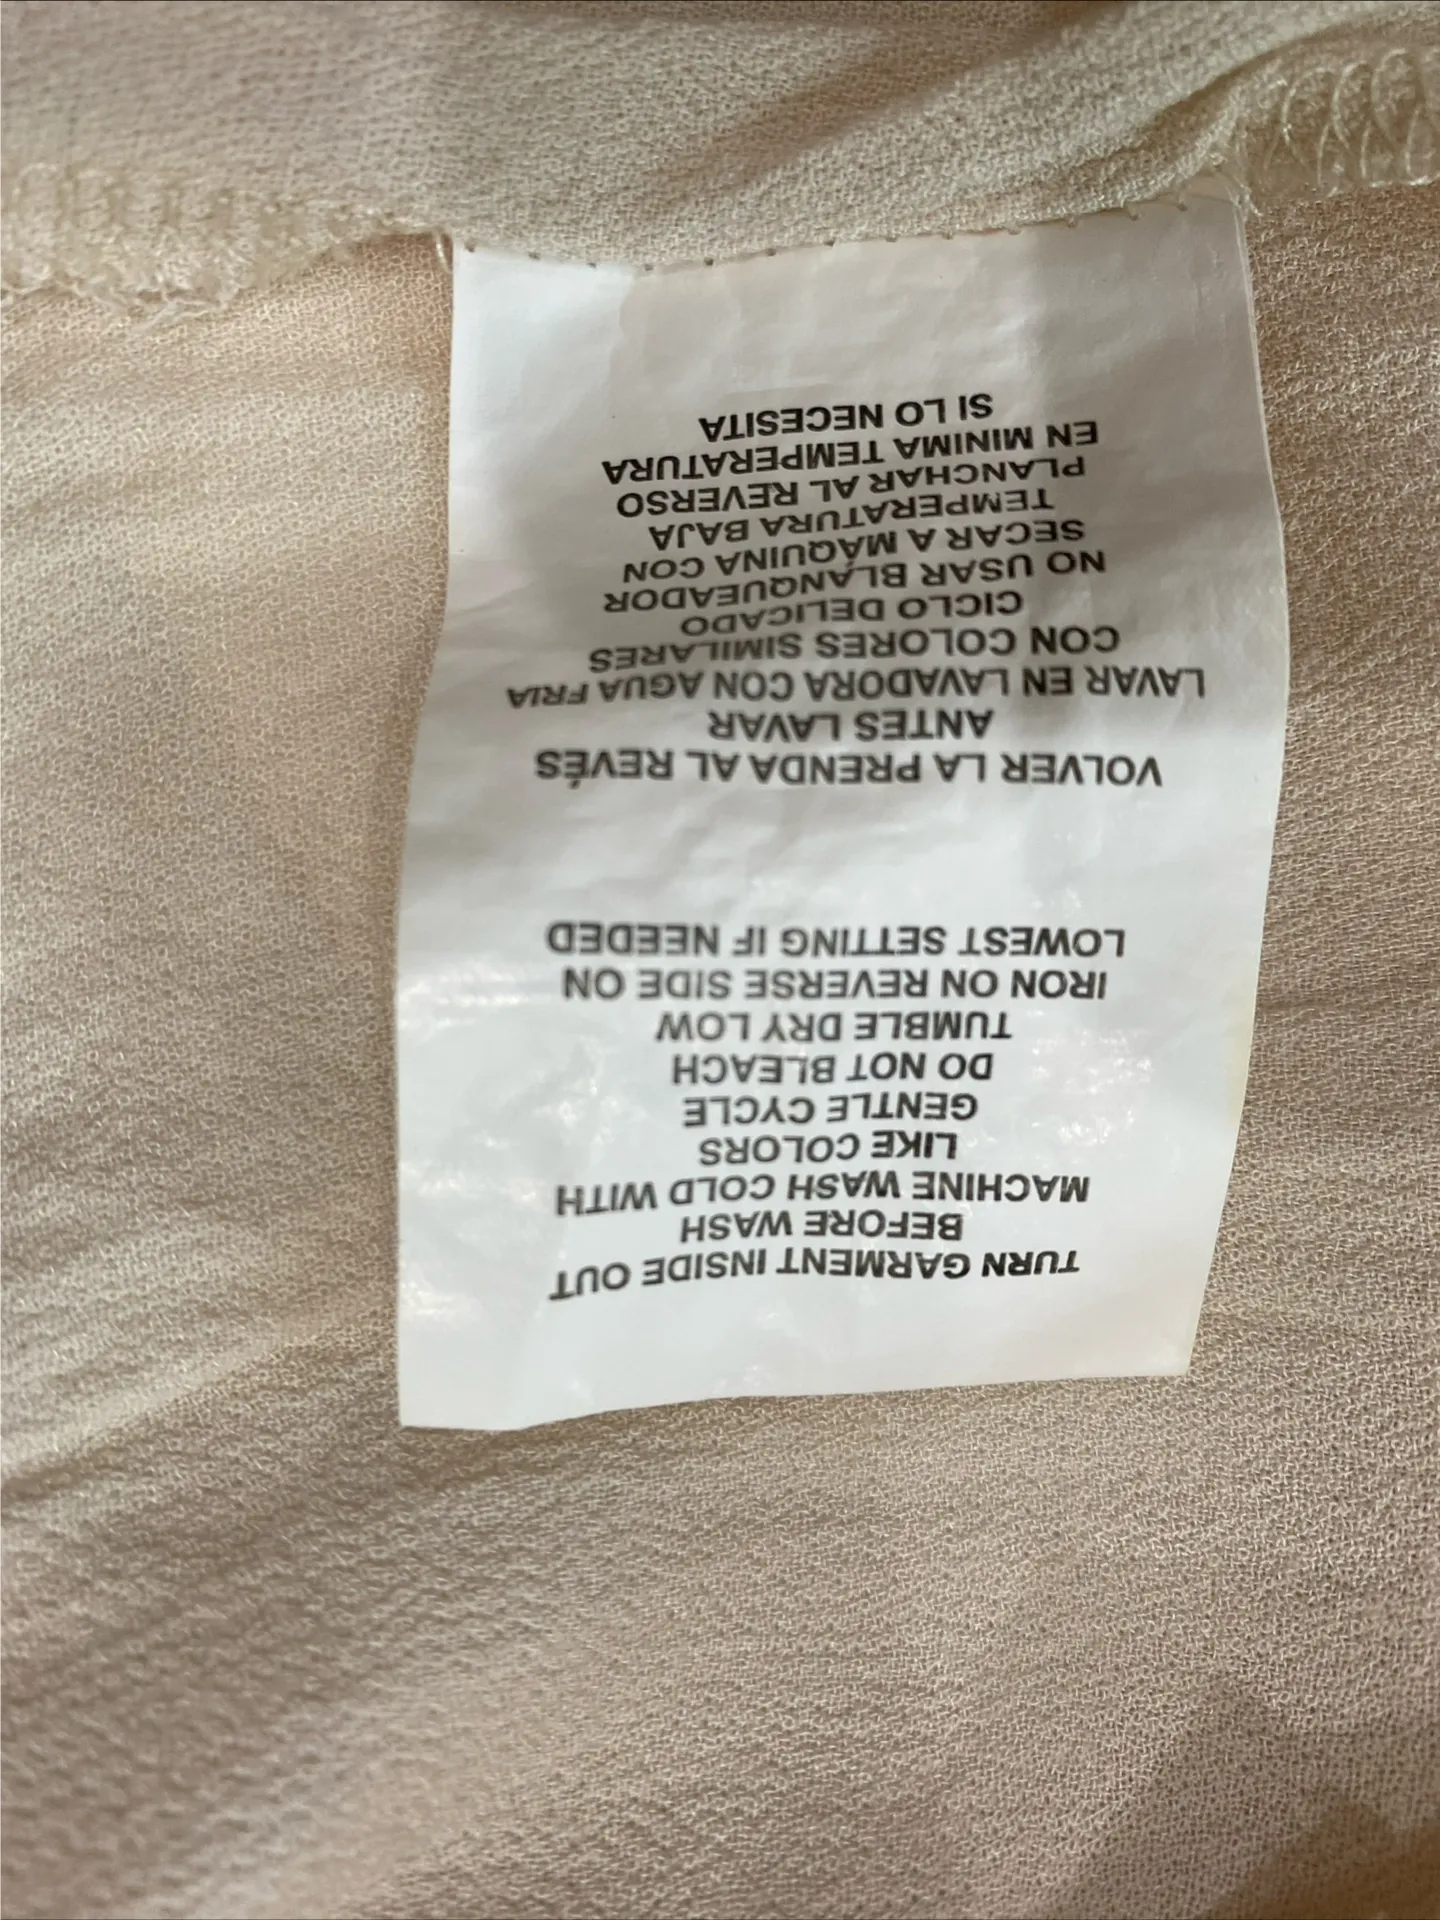 TURN GARMENT INSIDE OUT
BEFORE WASH
MACHINE WASH COLD WITH
LIKE COLORS
GENTLE CYCLE
DO NOT BLEACH
TUMBLE DRY LOW
IRON ON REVERSE SIDE ON
LOWEST SETTING IF NEEDED
VOLVER LA PRENDA AL REVÉS
ANTES LAVAR
LAVAR EN LAVADORA CON AGUA FRIA
CON COLORES SIMILARES
CICLO DELICADO
NO USAR BLANQUEADOR
SECAR A MÁQUINA CON
TEMPERATURA BAJA
PLANCHAR AL REVERSO
EN MINIMA TEMPERATURA
SI LO NECESITA